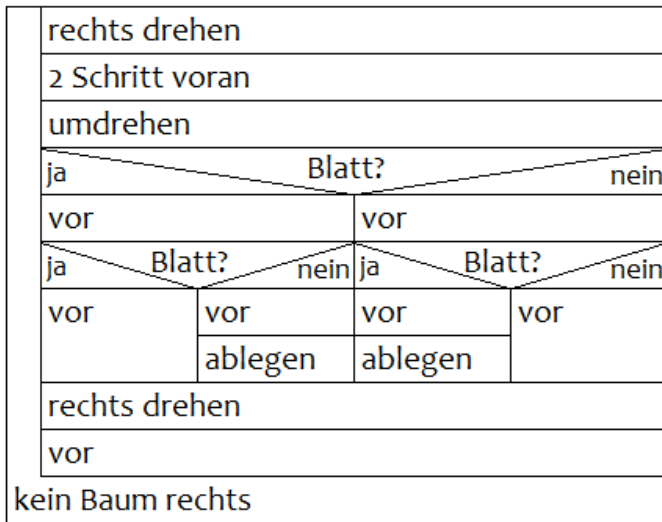 rechts drehen
2 Schritt voran
umdrehen
ja Blatt? nein
vor vor
ja Blatt? nein ja Blatt? nein
vor vor vor vor
ablegen ablegen
rechts drehen
vor
kein Baum rechts